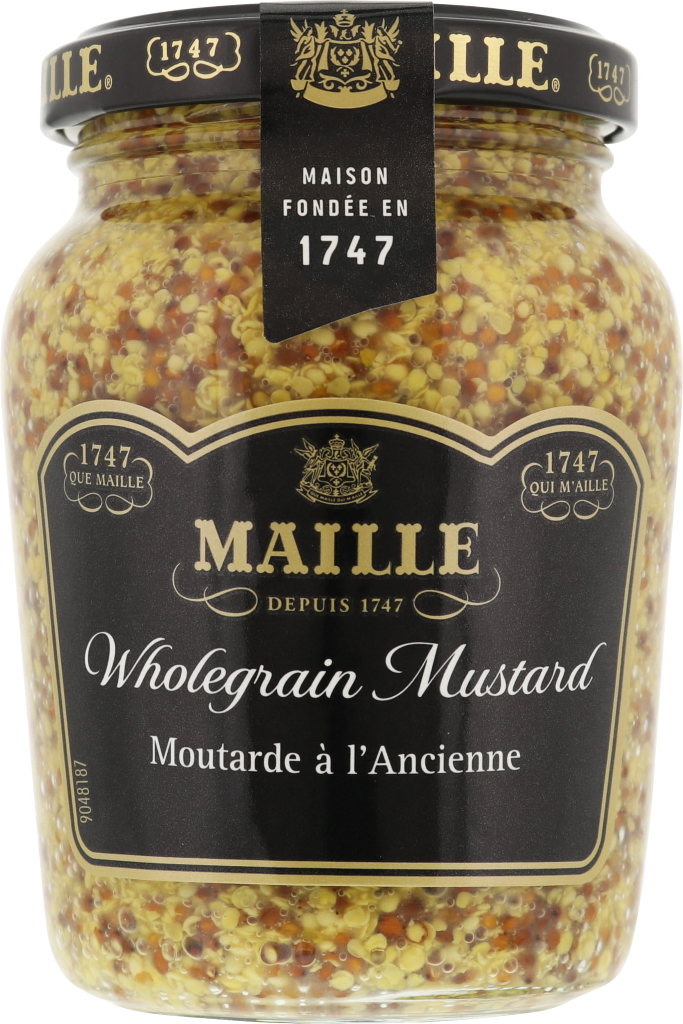 1747
MAISON
FONDÉE EN
1747
1747
1747
QUE MAILLE
1747
QUI M'AILLE
MAILLE
DEPUIS 1747
Wholegrain Mustard
Moutarde à l'Ancienne
9048187